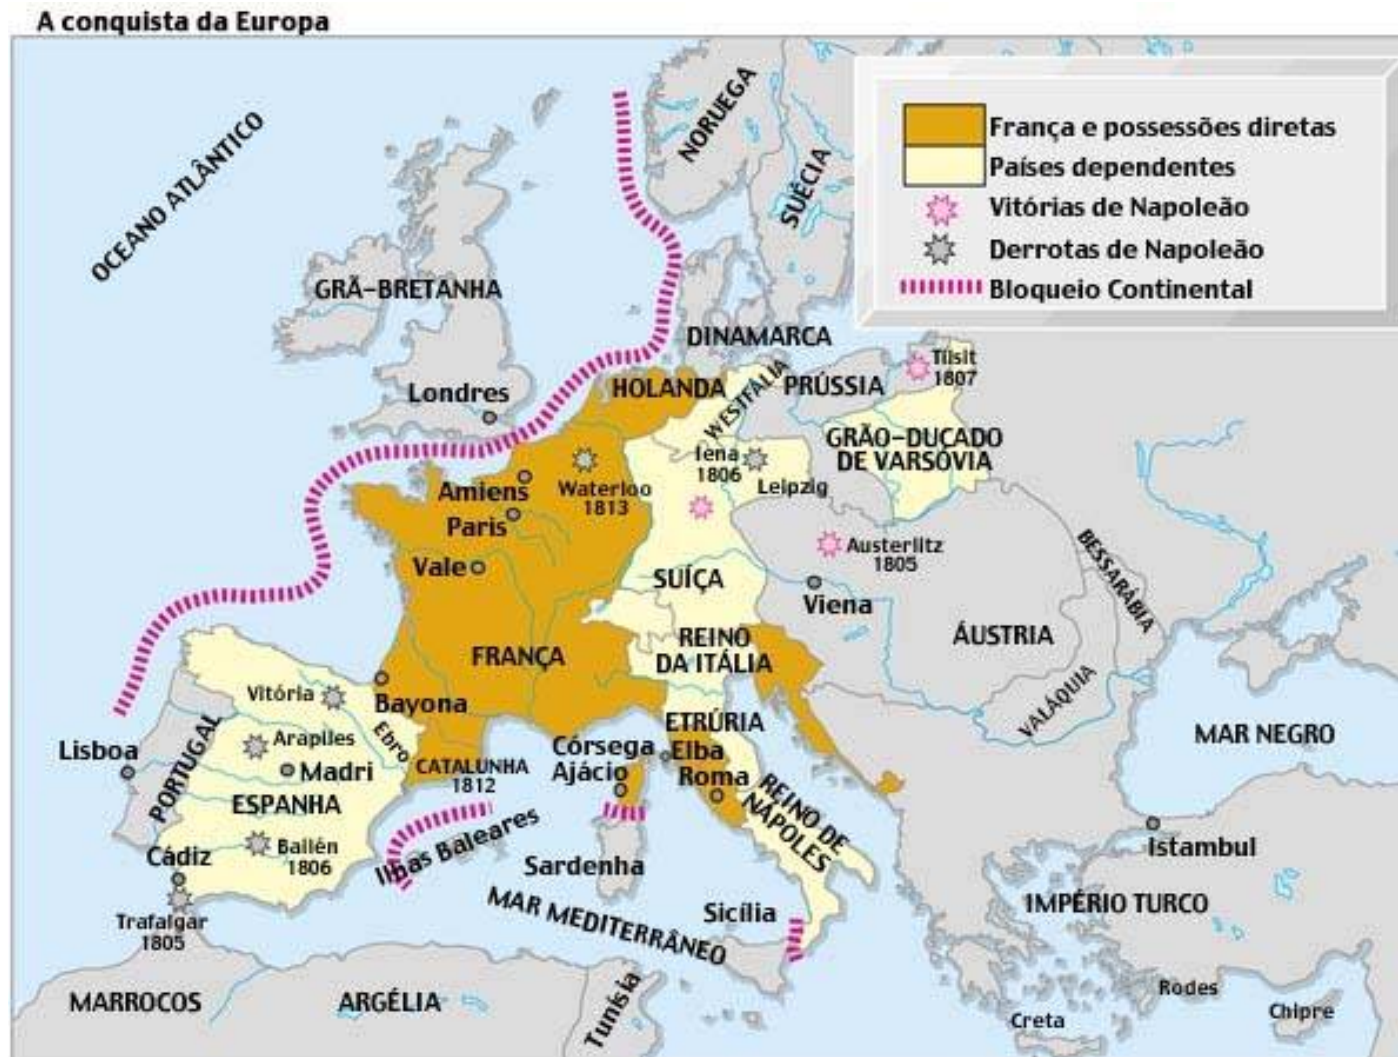 A conquista da Europa
França e possessões diretas
Países dependentes
Vitórias de Napoleão
Derrotas de Napoleão
Bloqueio Continental
OCEANO ATLÂNTICO
NORUEGA
SUÉCIA
GRÃ-BRETANHA
DINAMARCA
Londres
HOLANDA
WESTFÁLIA
PRÚSSIA
Tilsit
1807
GRÃO-DUCADO
DE VARSÓVIA
Iena
1806
Leipzig
Amiens
Waterloo
1813
Paris
Vale
Austerlitz
1805
Viena
SUÍÇA
BESSARÁBIA
ÁUSTRIA
FRANÇA
REINO
DA ITÁLIA
VALÁQUIA
Bayona
Vitória
Ebro
ETRÚRIA
MAR NEGRO
Lisboa
PORTUGAL
Arapiles
Madri
CATALUNHA
1812
Córsega
Ajácio
Elba
Roma
REINO DE
NÁPOLES
ESPANHA
Bailén
1806
Ilhas Baleares
Cádiz
Sardenha
Istambul
Trafalgar
1805
MAR MEDITERRÂNEO
Sicília
IMPÉRIO TURCO
MARROCOS
ARGÉLIA
Tunísia
Rodes
Creta
Chipre